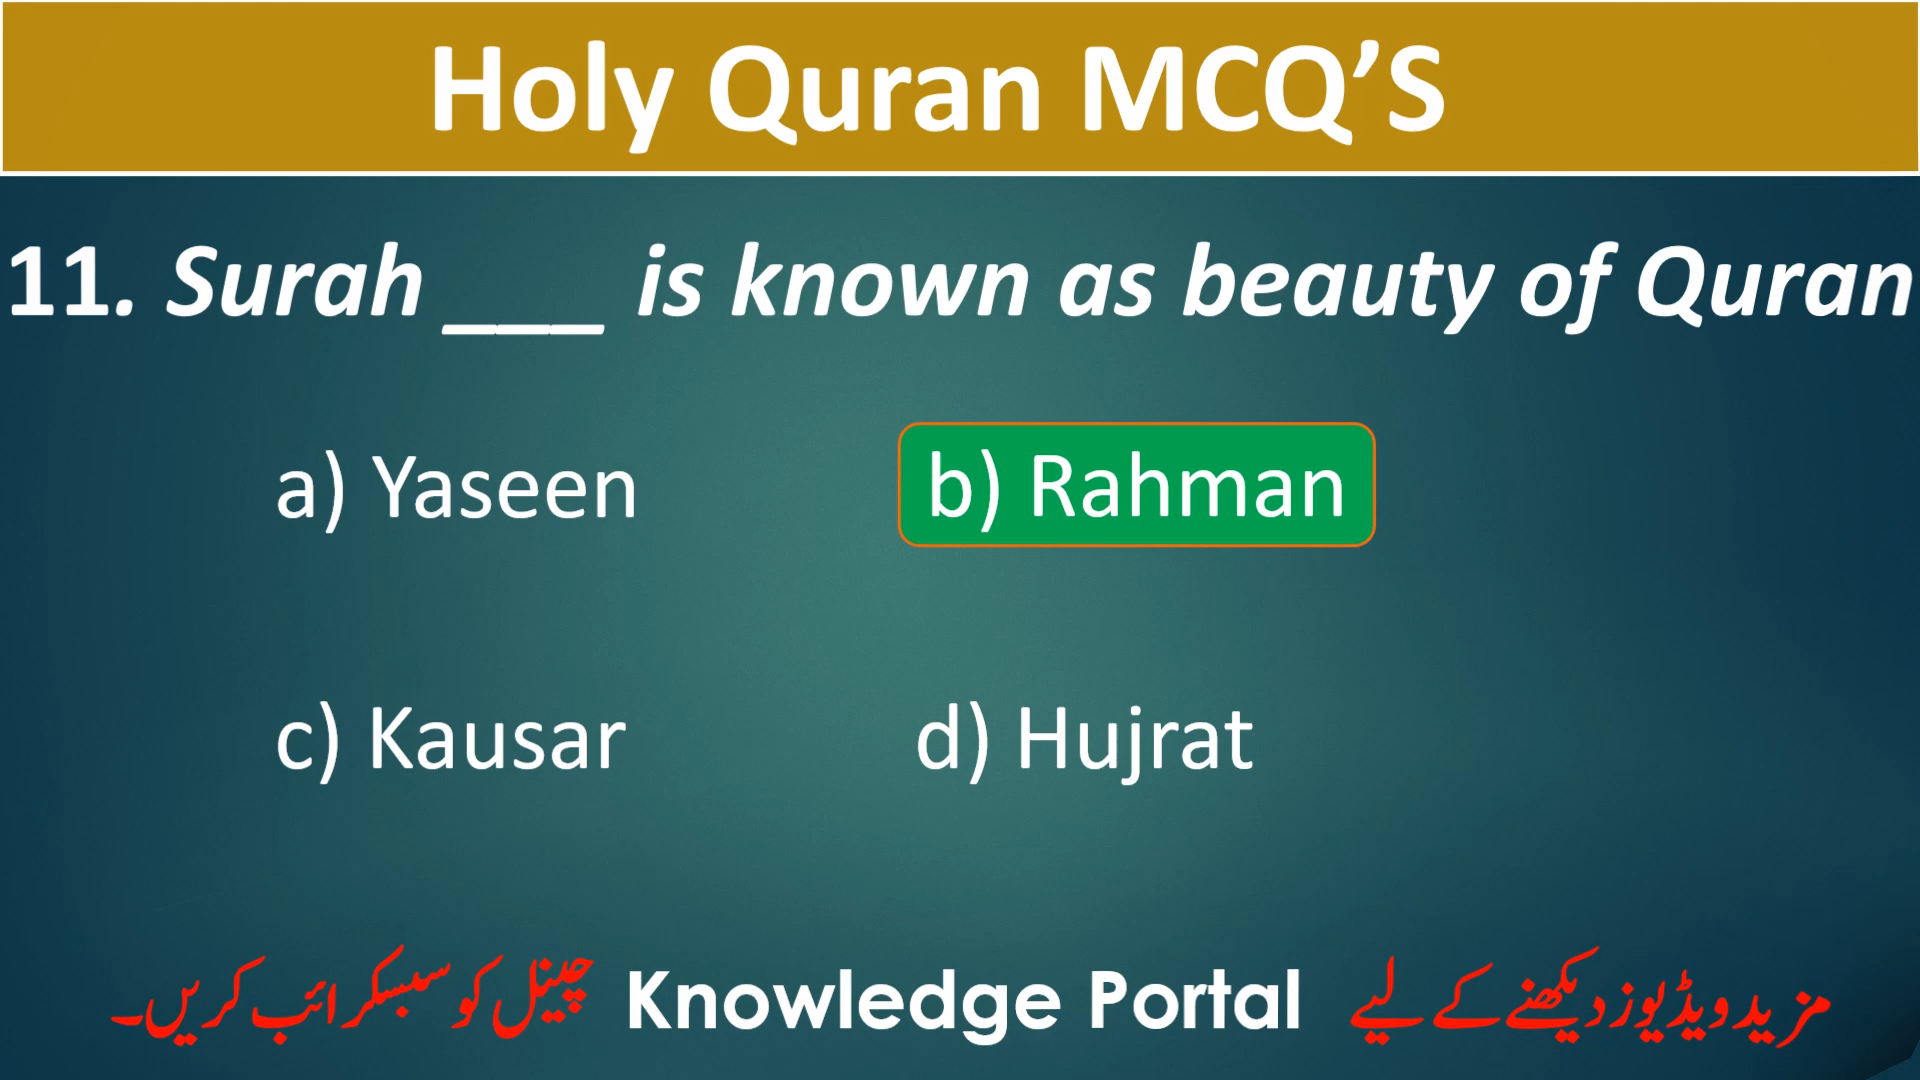 Holy Quran MCQ’S
11. Surah ___ is known as beauty of Quran
a) Yaseen b) Rahman
c) Kausar d) Hujrat
مزید ویڈیوز دیکھنے کے لیے Knowledge Portal چینل کو سبسکرائب کریں۔